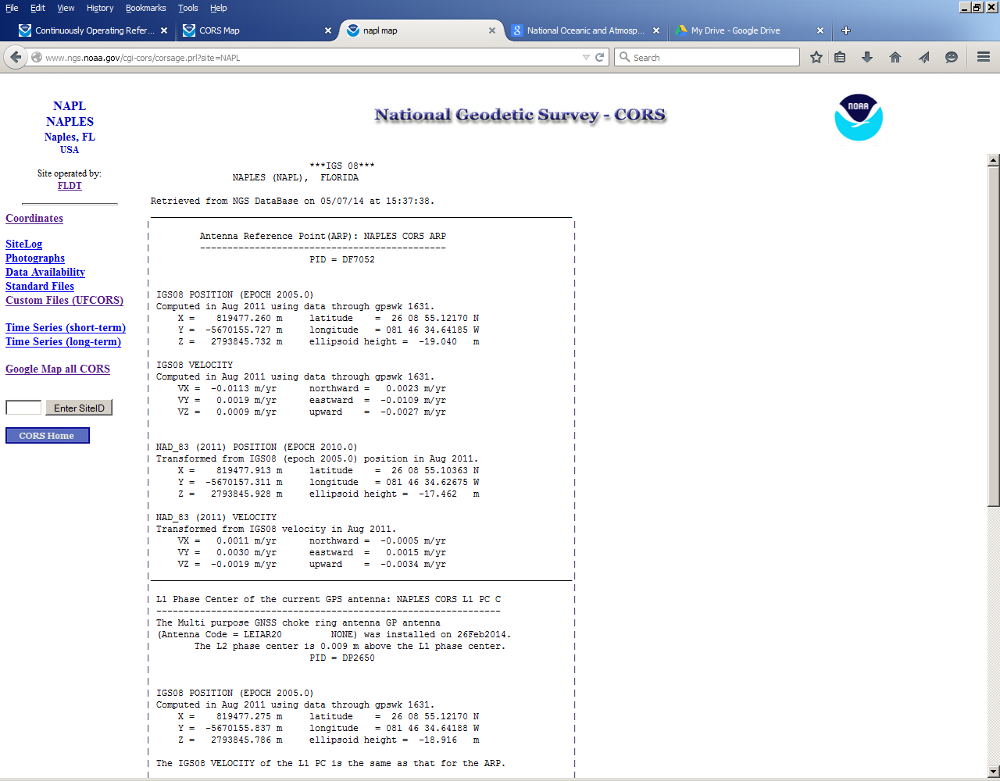 File Edit View History Bookmarks Tools Help
Continuously Operating Refer... CORS Map napl map National Oceanic and Atmosp... My Drive - Google Drive
www.ngs.noaa.gov/cgi-cors/corsage.prl?site=NAPL Search
NAPL
NAPLES
Naples, FL
USA
Site operated by:
FLDT
Coordinates
SiteLog
Photographs
Data Availability
Standard Files
Custom Files (UFCORS)
Time Series (short-term)
Time Series (long-term)
Google Map all CORS
Enter SiteID
CORS Home
National Geodetic Survey - CORS
NOAA
***IGS 08***
NAPLES (NAPL), FLORIDA
Retrieved from NGS DataBase on 05/07/14 at 15:37:38.
Antenna Reference Point(ARP): NAPLES CORS ARP
---------------------------------------------
PID = DF7052
IGS08 POSITION (EPOCH 2005.0)
Computed in Aug 2011 using data through gpswk 1631.
X = 819477.260 m latitude = 26 08 55.12170 N
Y = -5670155.727 m longitude = 081 46 34.64185 W
Z = 2793845.732 m ellipsoid height = -19.040 m
IGS08 VELOCITY
Computed in Aug 2011 using data through gpswk 1631.
VX = -0.0113 m/yr northward = 0.0023 m/yr
VY = 0.0019 m/yr eastward = -0.0109 m/yr
VZ = 0.0009 m/yr upward = -0.0027 m/yr
NAD_83 (2011) POSITION (EPOCH 2010.0)
Transformed from IGS08 (epoch 2005.0) position in Aug 2011.
X = 819477.913 m latitude = 26 08 55.10363 N
Y = -5670157.311 m longitude = 081 46 34.62675 W
Z = 2793845.928 m ellipsoid height = -17.462 m
NAD_83 (2011) VELOCITY
Transformed from IGS08 velocity in Aug 2011.
VX = 0.0011 m/yr northward = -0.0005 m/yr
VY = 0.0030 m/yr eastward = 0.0015 m/yr
VZ = -0.0019 m/yr upward = -0.0034 m/yr
L1 Phase Center of the current GPS antenna: NAPLES CORS L1 PC C
---------------------------------------------------------------
The Multi purpose GNSS choke ring antenna GP antenna
(Antenna Code = LEIAR20 NONE) was installed on 26Feb2014.
The L2 phase center is 0.009 m above the L1 phase center.
PID = DP2650
IGS08 POSITION (EPOCH 2005.0)
Computed in Aug 2011 using data through gpswk 1631.
X = 819477.275 m latitude = 26 08 55.12170 N
Y = -5670155.837 m longitude = 081 46 34.64188 W
Z = 2793845.786 m ellipsoid height = -18.916 m
The IGS08 VELOCITY of the L1 PC is the same as that for the ARP.